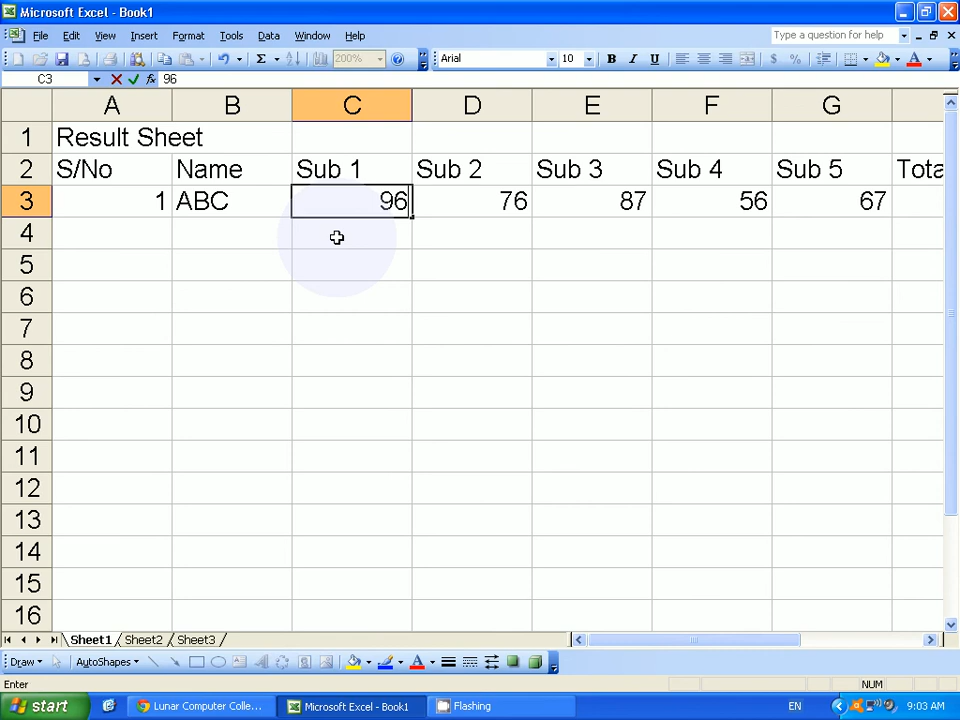 Microsoft Excel - Book1
File Edit View Insert Format Tools Data Window Help Type a question for help
200% Arial 10 B I U $ %
C3 fx 96
A B C D E F G
1 Result Sheet
2 S/No Name Sub 1 Sub 2 Sub 3 Sub 4 Sub 5 Tota
3 1 ABC 96 76 87 56 67
4
5
6
7
8
9
10
11
12
13
14
15
16
Sheet1 Sheet2 Sheet3
Draw AutoShapes
Enter NUM
start Lunar Computer Colle... Microsoft Excel - Book1 Flashing EN 9:03 AM